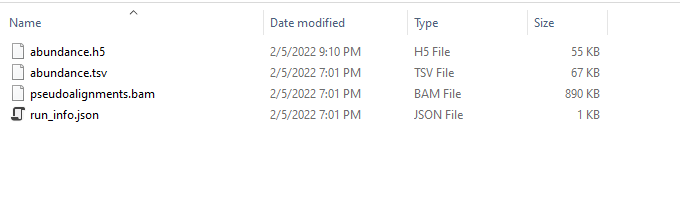 Name Date modified Type Size
abundance.h5 2/5/2022 9:10 PM H5 File 55 KB
abundance.tsv 2/5/2022 7:01 PM TSV File 67 KB
pseudoalignments.bam 2/5/2022 7:01 PM BAM File 890 KB
run_info.json 2/5/2022 7:01 PM JSON File 1 KB